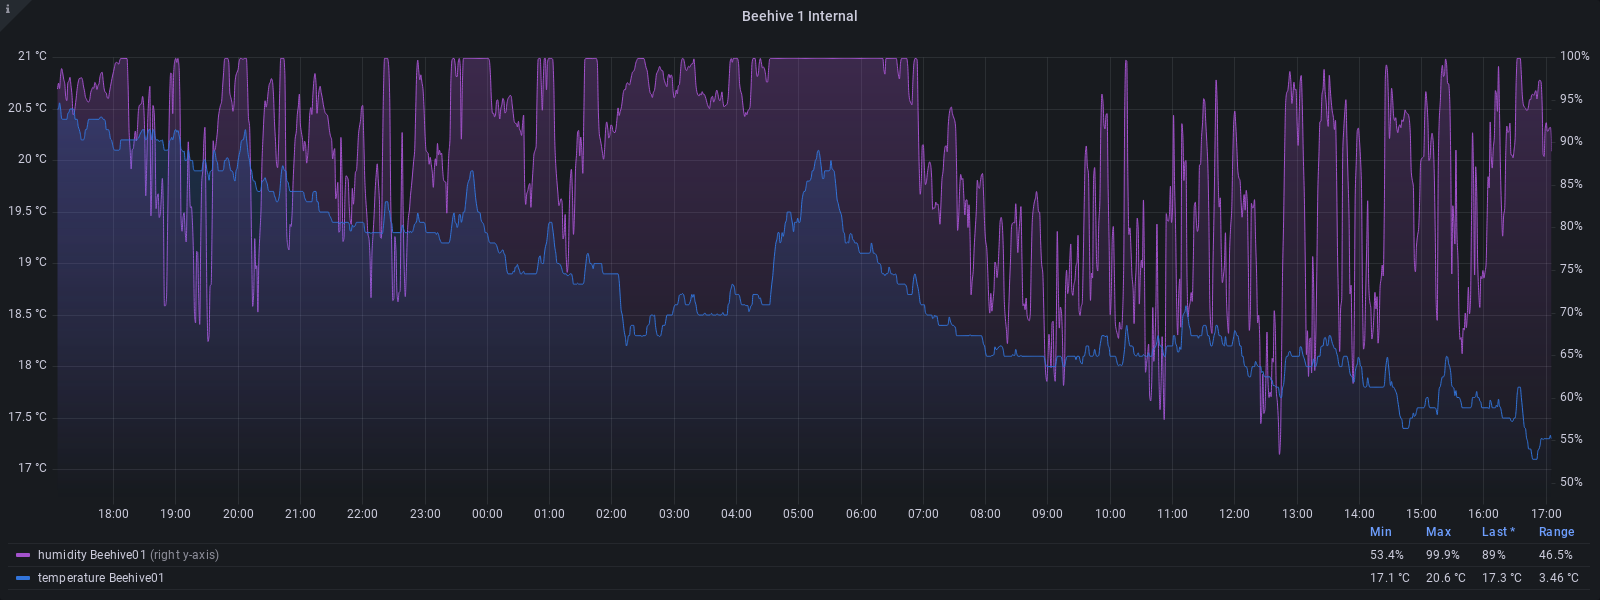 i
Beehive 1 Internal
21 °C 100%
20.5 °C 95%
20 °C 90%
19.5 °C 85%
19 °C 80%
18.5 °C 75%
18 °C 70%
17.5 °C 65%
17 °C 60%
55%
50%
18:00 19:00 20:00 21:00 22:00 23:00 00:00 01:00 02:00 03:00 04:00 05:00 06:00 07:00 08:00 09:00 10:00 11:00 12:00 13:00 14:00 15:00 16:00 17:00
Min Max Last * Range
humidity Beehive01 (right y-axis) 53.4% 99.9% 89% 46.5%
temperature Beehive01 17.1 °C 20.6 °C 17.3 °C 3.46 °C